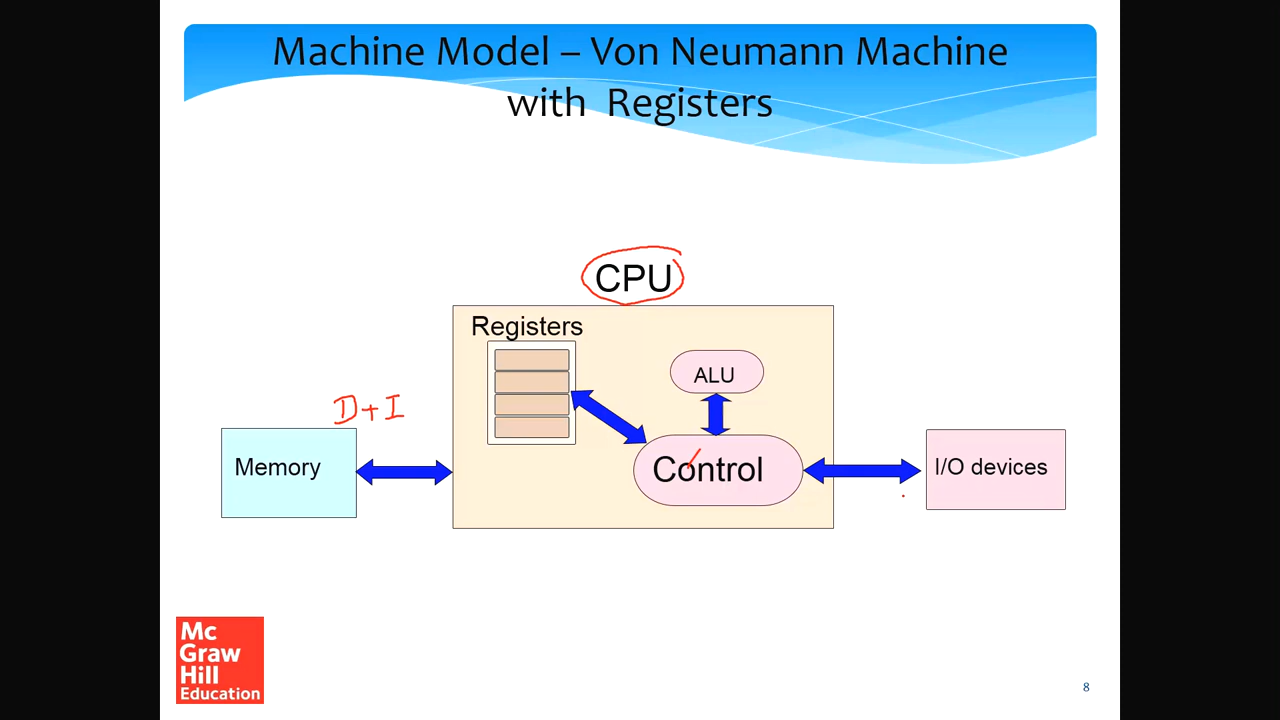 Machine Model – Von Neumann Machine
with Registers
CPU
Registers
ALU
D+I
Memory
Control
I/O devices
Mc
Graw
Hill
Education
8